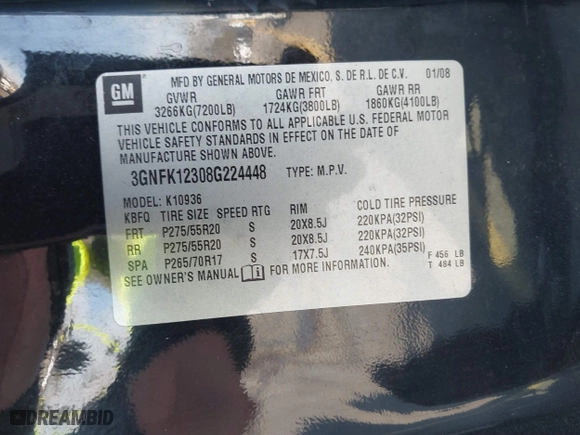 GM
MFD BY GENERAL MOTORS DE MEXICO, S. DE R.L. DE C.V. 01/08
GVWR GAWR FRT GAWR RR
3266KG(7200LB) 1724KG(3800LB) 1860KG(4100LB)
THIS VEHICLE CONFORMS TO ALL APPLICABLE U.S. FEDERAL MOTOR
VEHICLE SAFETY STANDARDS IN EFFECT ON THE DATE OF
MANUFACTURE SHOWN ABOVE.
3GNFK12308G224448 TYPE: M.P.V.
MODEL: K10936
KBFQ TIRE SIZE SPEED RTG RIM COLD TIRE PRESSURE
FRT P275/55R20 S 20X8.5J 220KPA(32PSI)
RR P275/55R20 S 20X8.5J 220KPA(32PSI)
SPA P265/70R17 S 17X7.5J 240KPA(35PSI) F 456 LB
T 484 LB
SEE OWNER'S MANUAL i FOR MORE INFORMATION.
DREAMBID